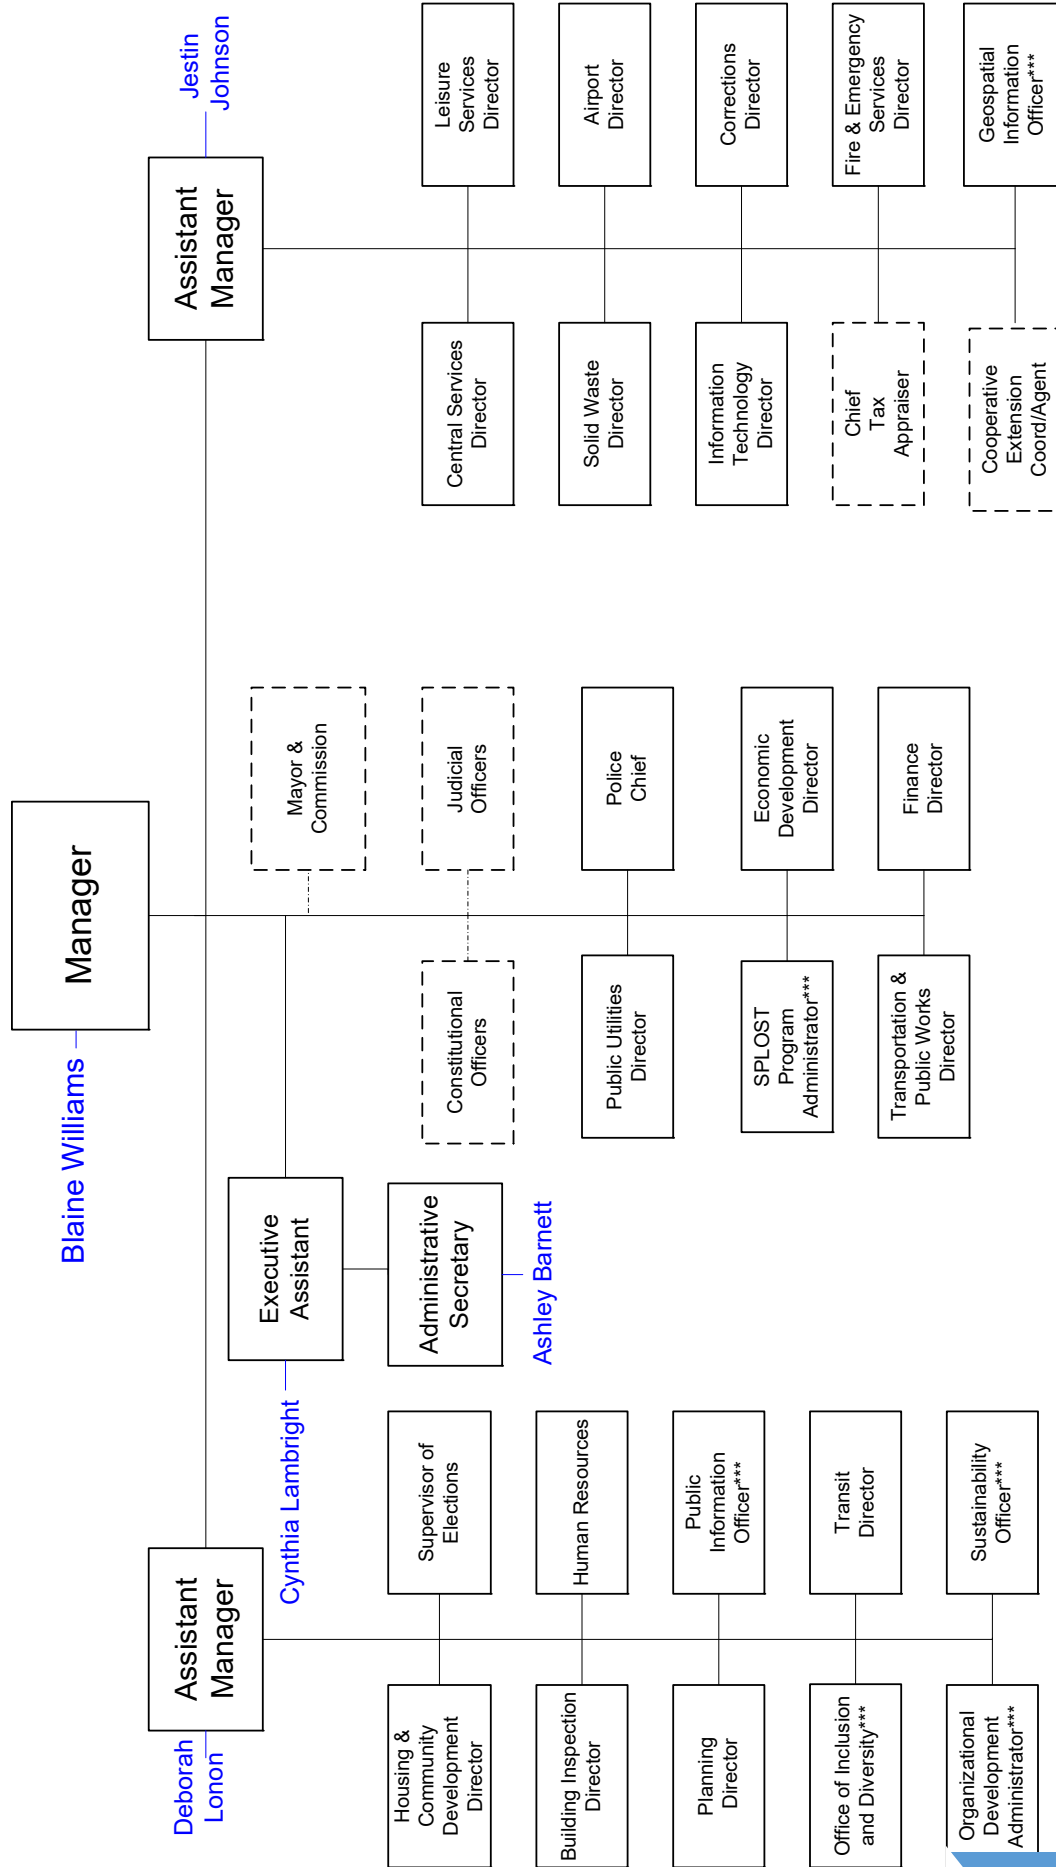 Blaine Williams
Manager
Deborah
Lonon
Assistant
Manager
Jestin
Johnson
Assistant
Manager
Cynthia Lambright
Executive
Assistant
Administrative
Secretary
Ashley Barnett
Mayor &
Commission
Constitutional
Officers
Judicial
Officers
Public Utilities
Director
Police
Chief
SPLOST
Program
Administrator***
Economic
Development
Director
Transportation &
Public Works
Director
Finance
Director
Housing &
Community
Development
Director
Supervisor of
Elections
Building Inspection
Director
Human Resources
Planning
Director
Public
Information
Officer***
Office of Inclusion
and Diversity***
Transit
Director
Organizational
Development
Administrator***
Sustainability
Officer***
Central Services
Director
Leisure
Services
Director
Solid Waste
Director
Airport
Director
Information
Technology
Director
Corrections
Director
Chief
Tax
Appraiser
Fire & Emergency
Services
Director
Cooperative
Extension
Coord/Agent
Geospatial
Information
Officer***